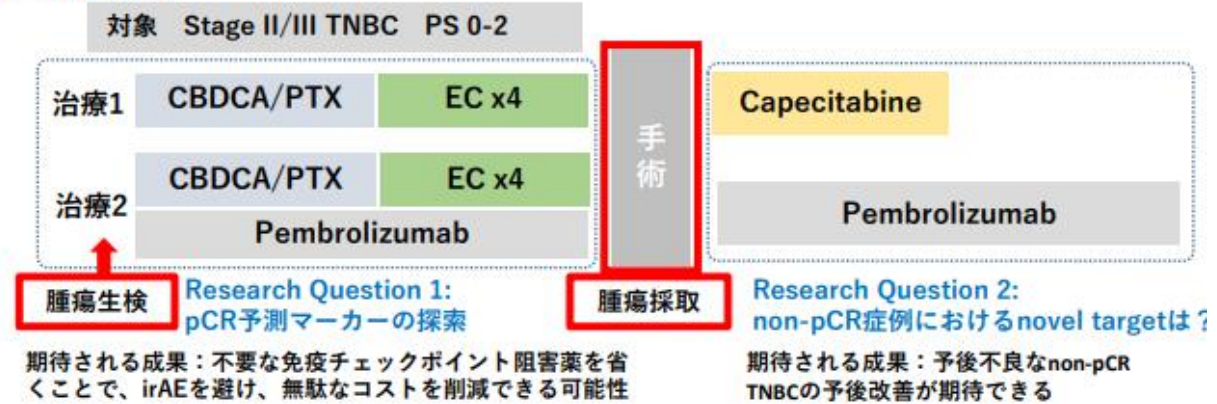 対象 Stage II/III TNBC PS 0-2
治療1
CBDCA/PTX
EC x4
治療2
CBDCA/PTX
EC x4
Pembrolizumab
手術
Capecitabine
Pembrolizumab
腫瘍生検
Research Question 1:
pCR予測マーカーの探索
期待される成果：不要な免疫チェックポイント阻害薬を省
くことで、irAEを避け、無駄なコストを削減できる可能性
腫瘍採取
Research Question 2:
non-pCR症例におけるnovel targetは？
期待される成果：予後不良なnon-pCR
TNBCの予後改善が期待できる